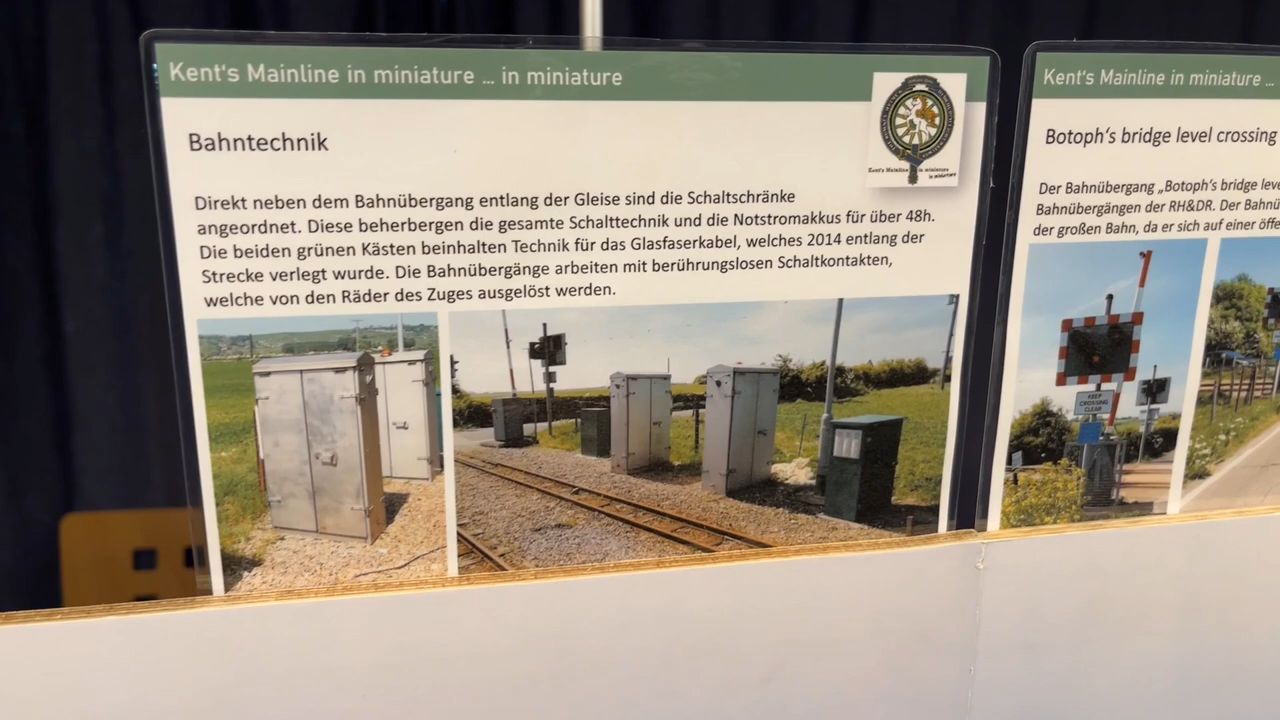 Kent's Mainline in miniature ... in miniature
Bahntechnik
Direkt neben dem Bahnübergang entlang der Gleise sind die Schaltschränke
angeordnet. Diese beherbergen die gesamte Schalttechnik und die Notstromakkus für über 48h.
Die beiden grünen Kästen beinhalten Technik für das Glasfaserkabel, welches 2014 entlang der
Strecke verlegt wurde. Die Bahnübergänge arbeiten mit berührungslosen Schaltkontakten,
welche von den Räder des Zuges ausgelöst werden.
Kent's Mainline in miniature
in miniature
Kent's Mainline in miniature ...
Botoph's bridge level crossing
Der Bahnübergang „Botoph's bridge leve
Bahnübergängen der RH&DR. Der Bahnü
der großen Bahn, da er sich auf einer öffe
KEEP
CROSSING
CLEAR